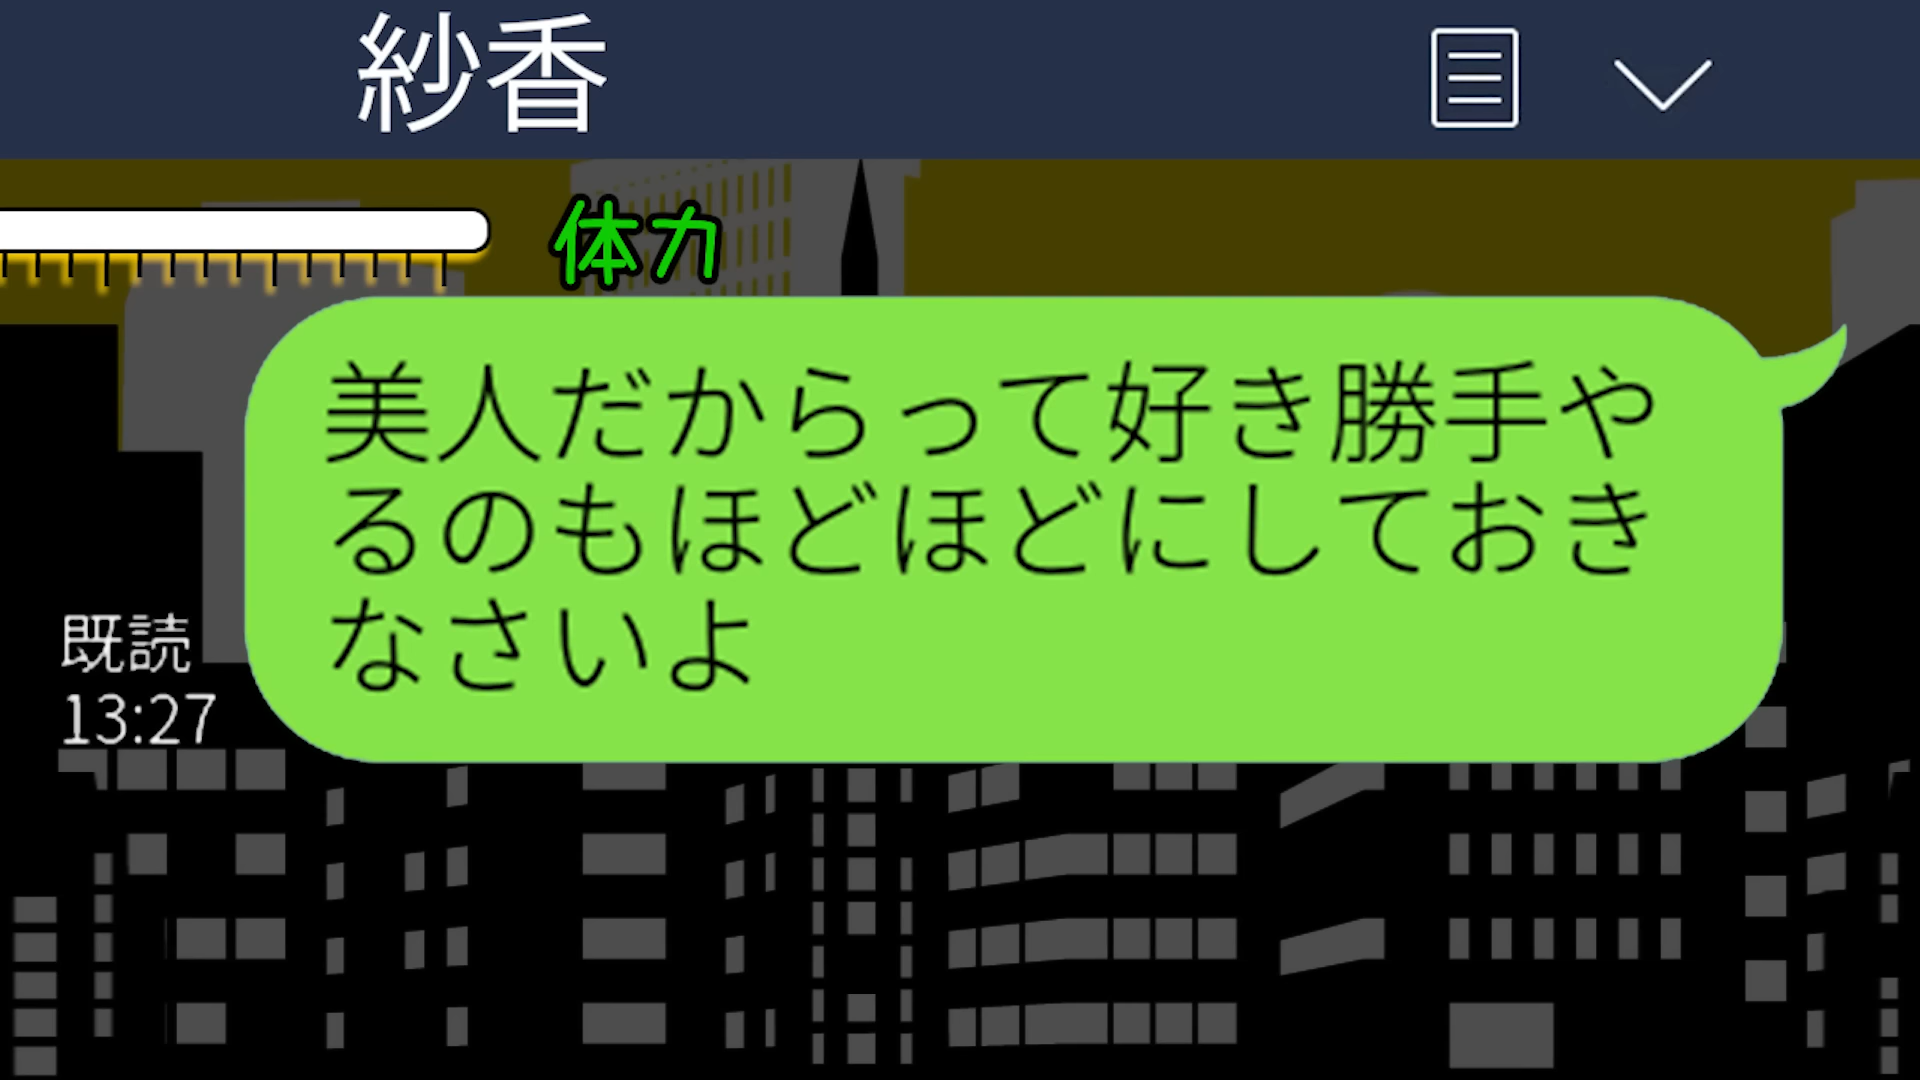 紗香
体力
美人だからって好き勝手や
るのもほどほどにしておき
なさいよ
既読
13:27